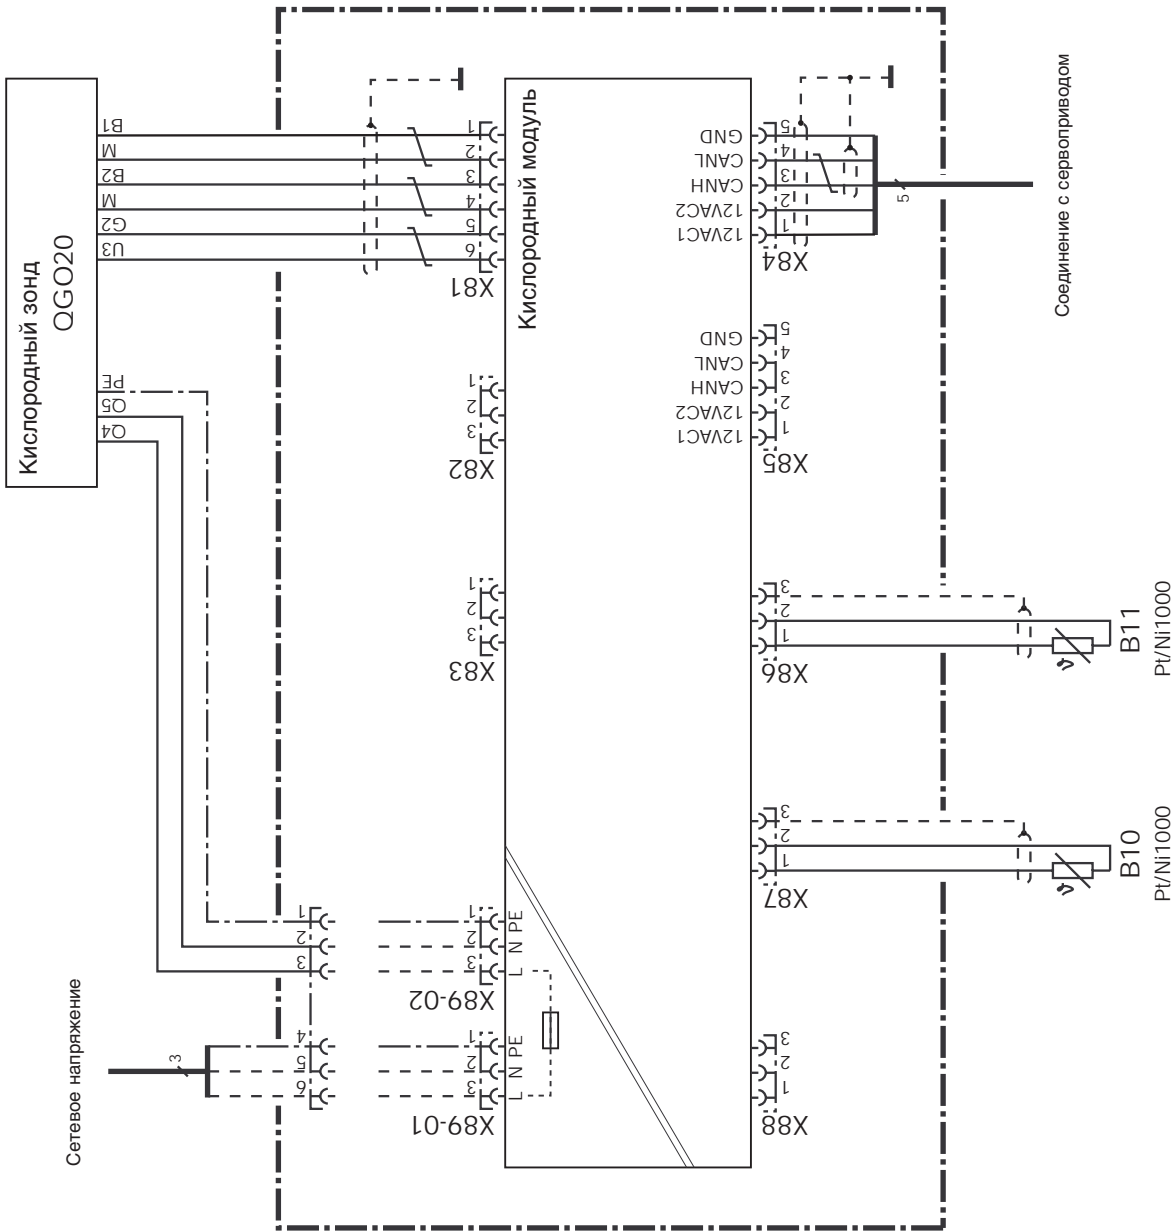 Кислородный зонд
QGO20
B1
M
B2
M
G2
U3
PE
Q5
Q4
1
2
3
4
5
6
X81
1
2
3
X82
1
2
3
X83
Кислородный модуль
GND
CANL
CANH
12VAC2
12VAC1
5
4
3
2
1
X84
5
Соединение с сервоприводом
GND
CANL
CANH
12VAC2
12VAC1
5
4
3
2
1
X85
3
2
1
X86
ϑ
B11
Pt/Ni1000
3
2
1
X87
ϑ
B10
Pt/Ni1000
3
2
1
X88
1
2
3
4
5
6
Сетевое напряжение
3
1
2
3
PE
N
L
X89-02
1
2
3
PE
N
L
X89-01